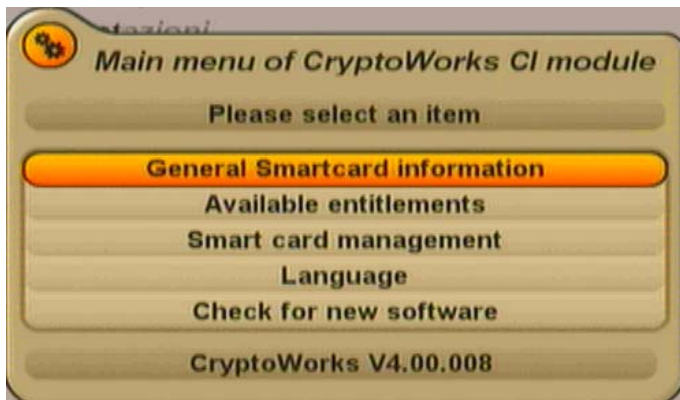 Main menu of CryptoWorks CI module
Please select an item
General Smartcard information
Available entitlements
Smart card management
Language
Check for new software
CryptoWorks V4.00.008